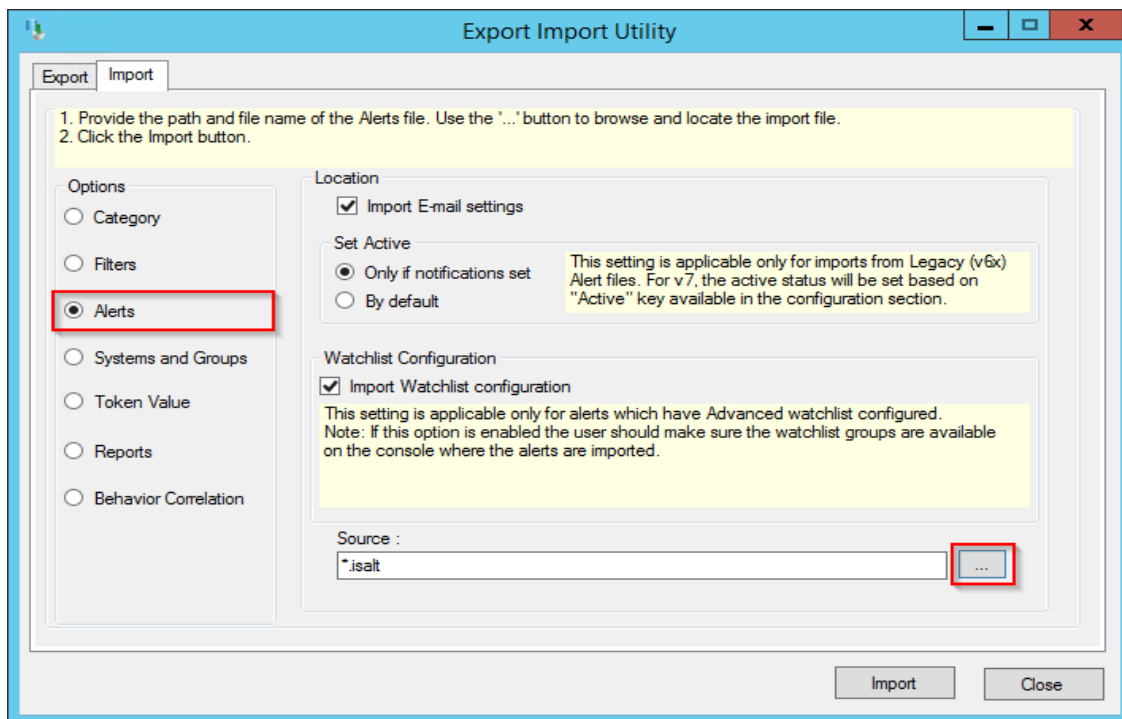 Export Import Utility
Export
Import
1. Provide the path and file name of the Alerts file. Use the '...' button to browse and locate the import file.
2. Click the Import button.
Options
Category
Filters
Alerts
Systems and Groups
Token Value
Reports
Behavior Correlation
Location
Import E-mail settings
Set Active
Only if notifications set
By default
This setting is applicable only for imports from Legacy (v6x)
Alert files. For v7, the active status will be set based on
"Active" key available in the configuration section.
Watchlist Configuration
Import Watchlist configuration
This setting is applicable only for alerts which have Advanced watchlist configured.
Note: If this option is enabled the user should make sure the watchlist groups are available
on the console where the alerts are imported.
Source :
*.isalt
...
Import
Close